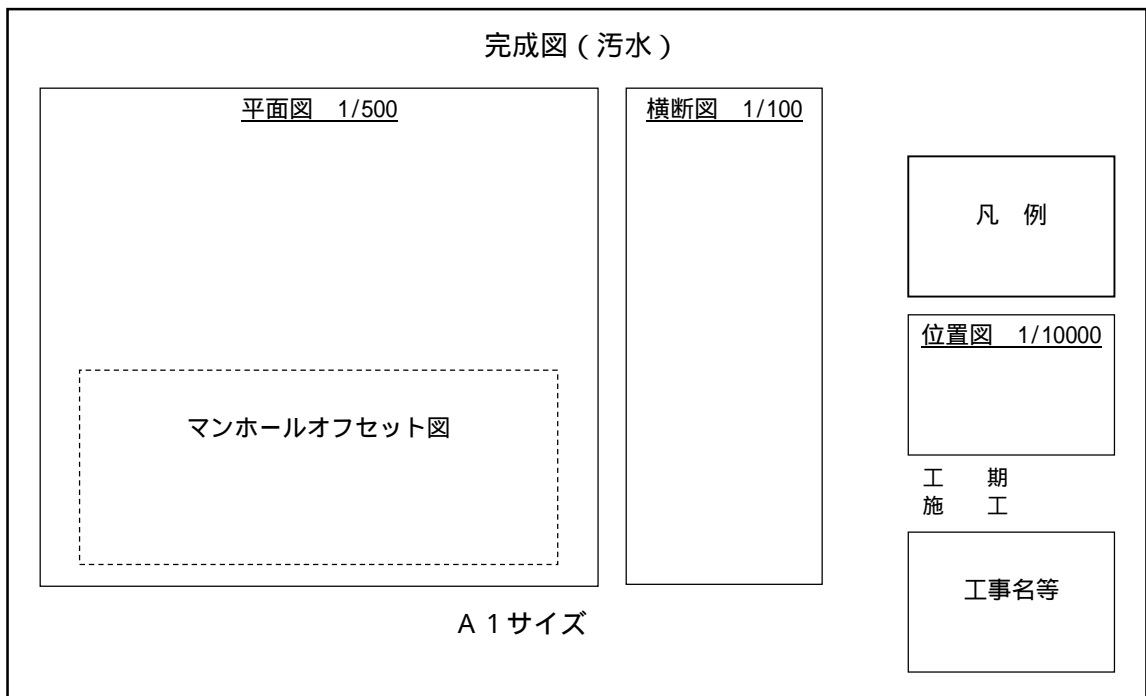 完成図(汚水)
平面図 1/500
横断図 1/100
凡 例
位置図 1/10000
マンホールオフセット図
工 期
施 工
工事名等
A 1サイズ